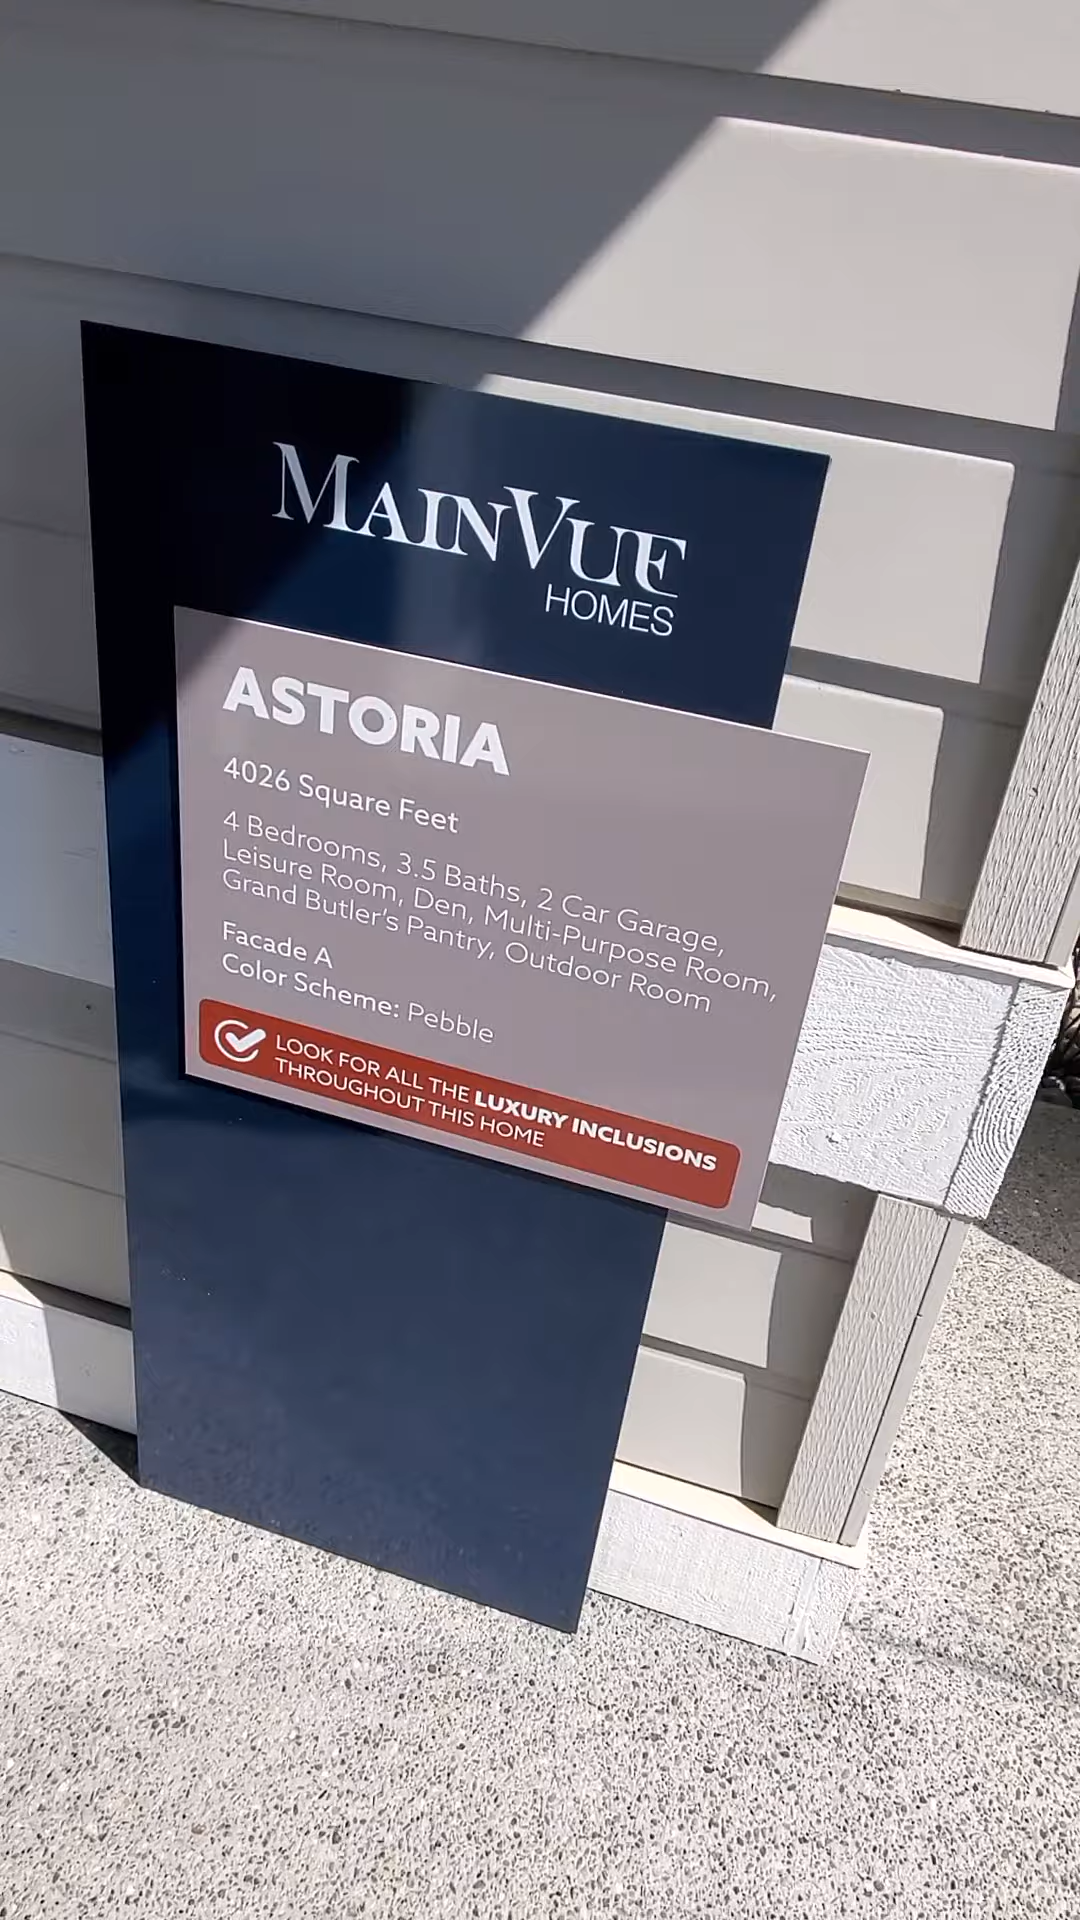 MAINVUE
HOMES
ASTORIA
4026 Square Feet
4 Bedrooms, 3.5 Baths, 2 Car Garage,
Leisure Room, Den, Multi-Purpose Room,
Grand Butler's Pantry, Outdoor Room
Facade A
Color Scheme: Pebble
LOOK FOR ALL THE LUXURY INCLUSIONS
THROUGHOUT THIS HOME